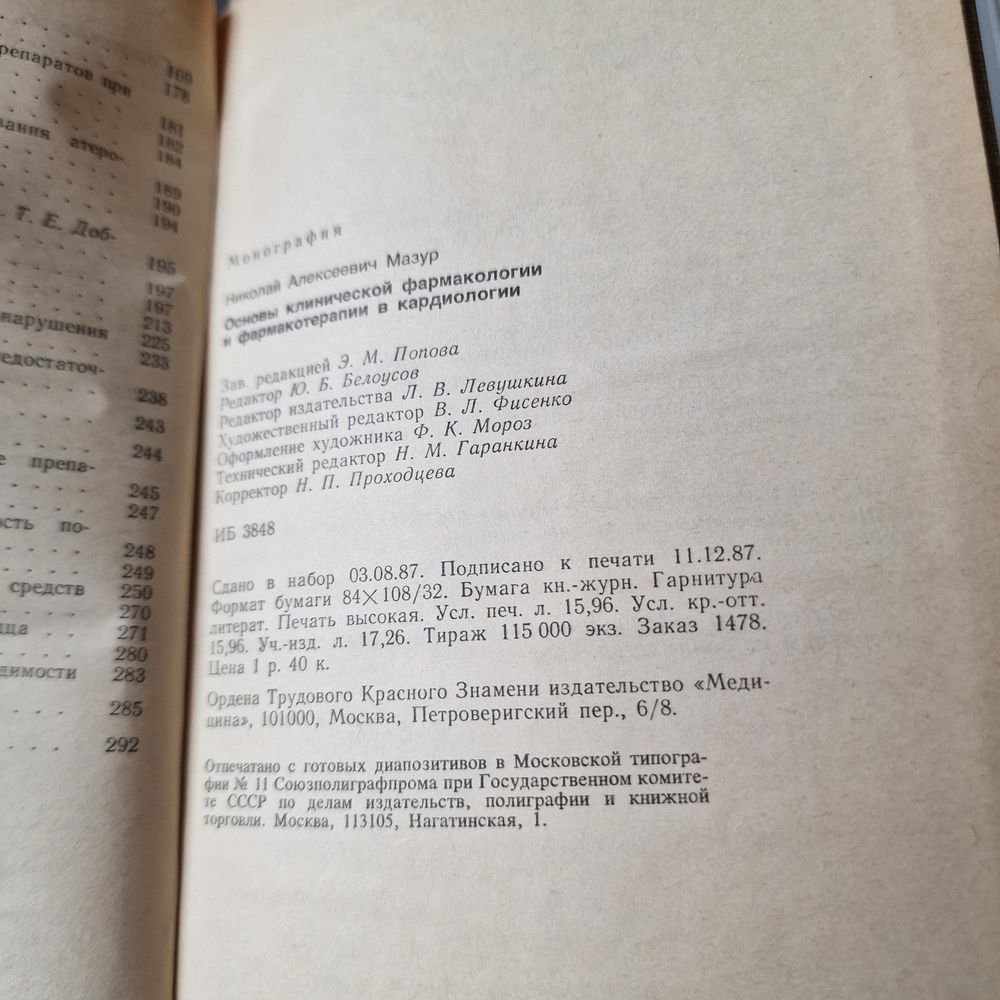 репаратов при
169
178
181
вания атеро-
182
184
189
190
194
Т. Е. Доб-
195
197
197
213
нарушения
225
едостаточ-
233
238
243
244
е препа-
245
247
ость по-
248
249
средств
250
270
271
280
димости
283
285
292
Монография
Николай Алексеевич Мазур
Основы клинической фармакологии
и фармакотерапии в кардиологии
Зав. редакцией Э. М. Попова
Редактор Ю. Б. Белоусов
Редактор издательства Л. В. Левушкина
Художественный редактор В. Л. Фисенко
Оформление художника Ф. К. Мороз
Технический редактор Н. М. Гаранкина
Корректор Н. П. Проходцева
ИБ 3848
Сдано в набор 03.08.87. Подписано к печати 11.12.87.
Формат бумаги 84×108/32. Бумага кн.-журн. Гарнитура
литерат. Печать высокая. Усл. печ. л. 15,96. Усл. кр.-отт.
15,96. Уч.-изд. л. 17,26. Тираж 115 000 экз. Заказ 1478.
Цена 1 р. 40 к.
Ордена Трудового Красного Знамени издательство «Меди-
цина», 101000, Москва, Петроверигский пер., 6/8.
Отпечатано с готовых диапозитивов в Московской типогра-
фии № 11 Союзполиграфпрома при Государственном комите-
те СССР по делам издательств, полиграфии и книжной
торговли. Москва, 113105, Нагатинская, 1.